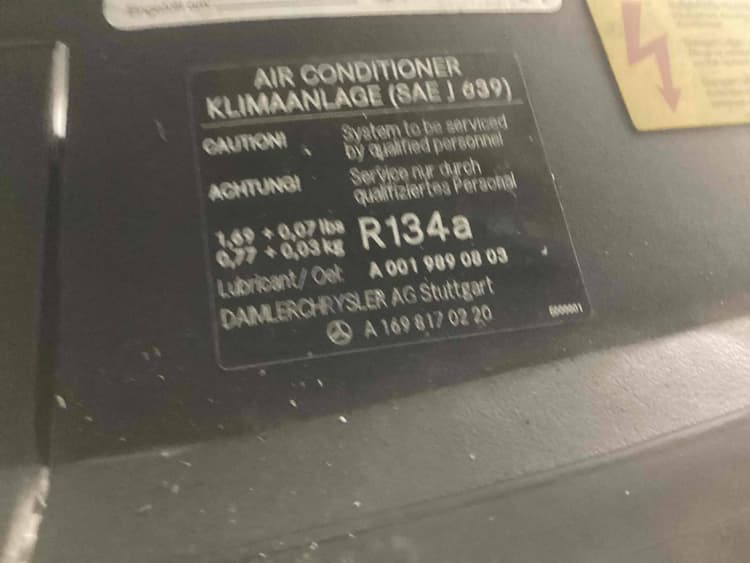 AIR CONDITIONER
KLIMAANLAGE (SAE J 639)
CAUTION! System to be serviced
by qualified personnel
ACHTUNG! Service nur durch
qualifiziertes Personal
1,69 + 0,07 lbs
0,77 + 0,03 kg
R134a
Lubricant/ Oel: A 001 989 08 03
DAIMLERCHRYSLER AG Stuttgart
A 169 817 02 20